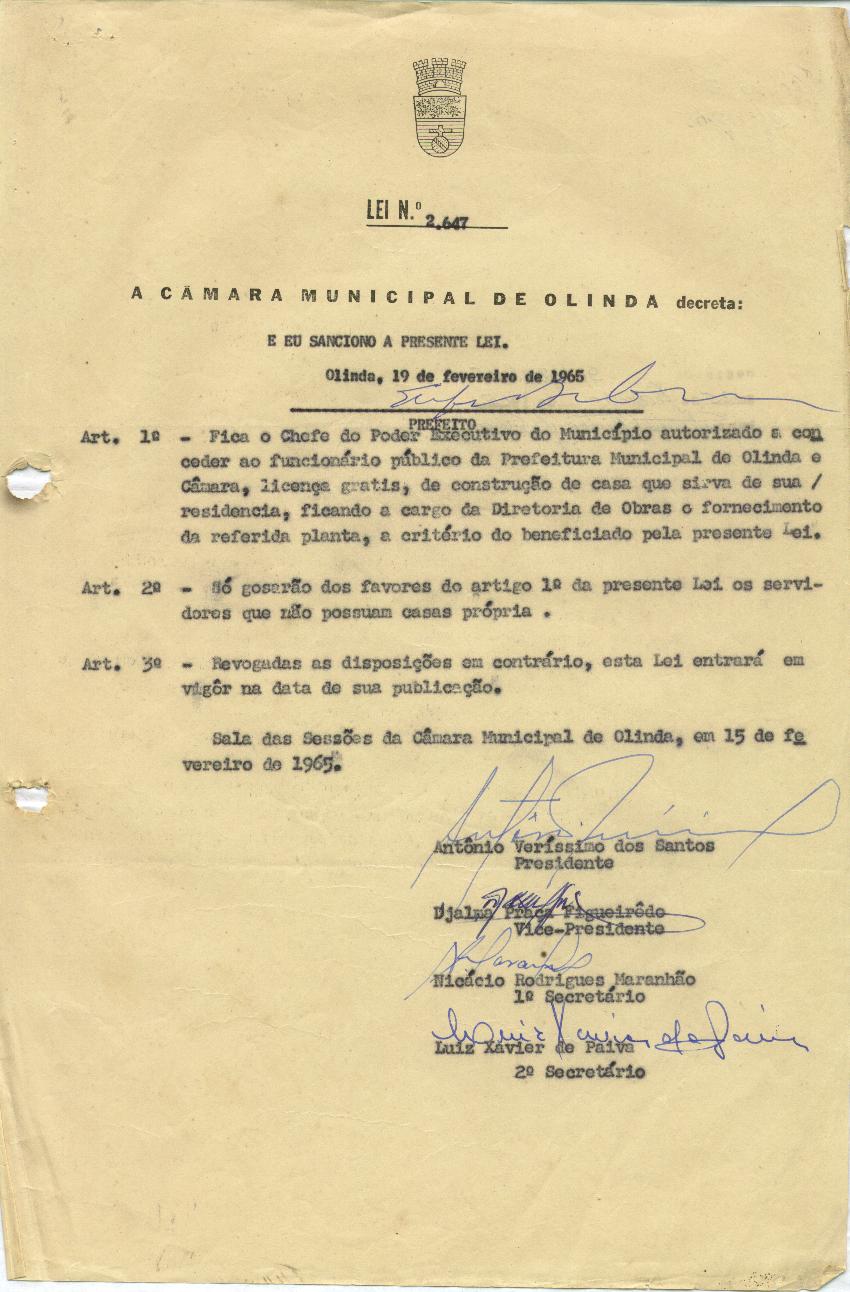 LEI N.º 2.647
A CÂMARA MUNICIPAL DE OLINDA decreta:
E EU SANCIONO A PRESENTE LEI.
Olinda, 19 de fevereiro de 1965
PREFEITO
Art. 1º - Fica o Chefe do Poder Executivo do Município autorizado a con
ceder ao funcionário público da Prefeitura Municipal de Olinda e
Câmara, licença gratis, de construção de casa que sirva de sua /
residencia, ficando a cargo da Diretoria de Obras o fornecimento
da referida planta, a critério do beneficiado pela presente Lei.
Art. 2º - Só gosarão dos favores do artigo 1º da presente Lei os servi-
dores que não possuam casas própria .
Art. 3º - Revogadas as disposições em contrário, esta Lei entrará em
vigôr na data de sua publicação.
Sala das Sessões da Câmara Municipal de Olinda, em 15 de fe
vereiro de 1965.
Antônio Veríssimo dos Santos
Presidente
Djalma Praça Figueirêdo
Vice-Presidente
Nicácio Rodrigues Maranhão
1º Secretário
Luiz Xavier de Paiva
2º Secretário